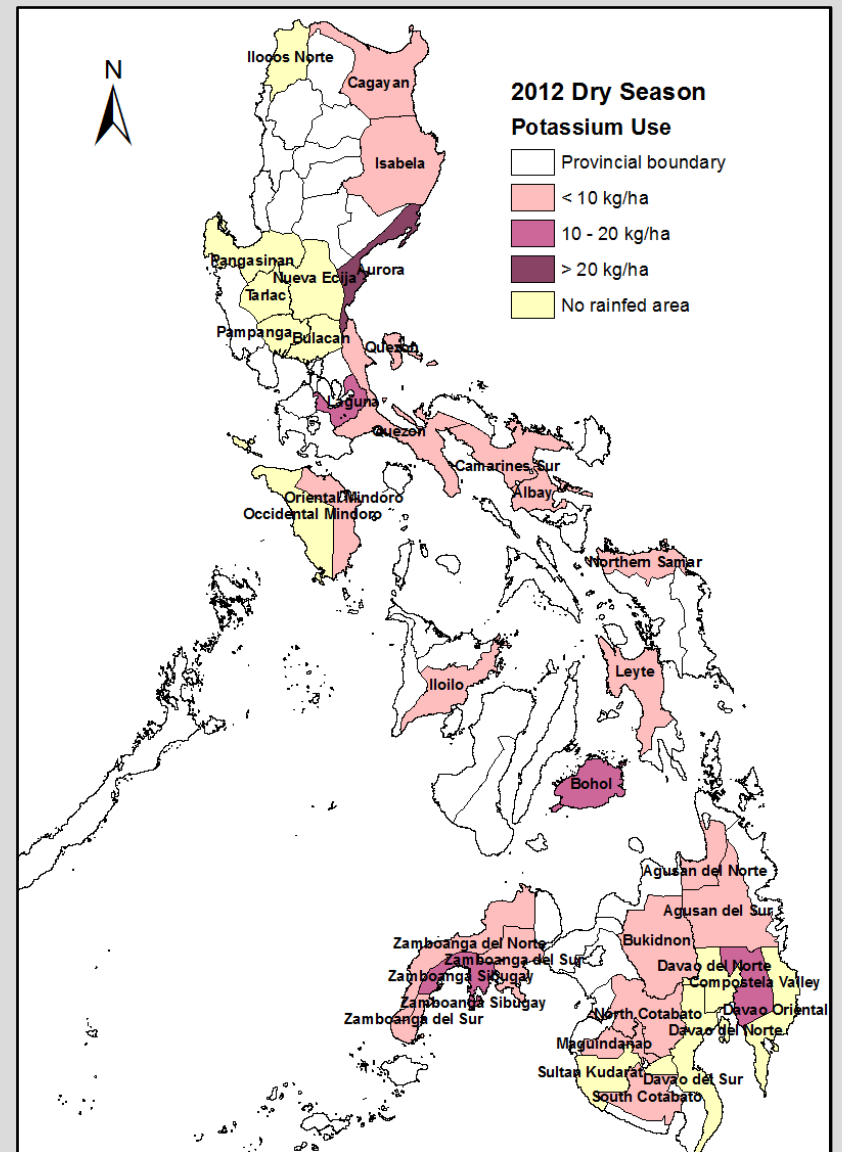 N
2012 Dry Season
Potassium Use
Provincial boundary
< 10 kg/ha
10 - 20 kg/ha
> 20 kg/ha
No rainfed area
Ilocos Norte
Cagayan
Isabela
Pangasinan
Aurora
Nueva Ecija
Tarlac
Pampanga
Bulacan
Quezon
Laguna
Quezon
Camarines Sur
Albay
Oriental Mindoro
Occidental Mindoro
Northern Samar
Leyte
Iloilo
Bohol
Agusan del Norte
Agusan del Sur
Bukidnon
Zamboanga del Norte
Zamboanga del Sur
Davao del Norte
Zamboanga Sibugay
Compostela Valley
Zamboanga Sibugay
Davao Oriental
North Cotabato
Zamboanga del Sur
Davao del Norte
Maguindanao
Sultan Kudarat
Davao del Sur
South Cotabato